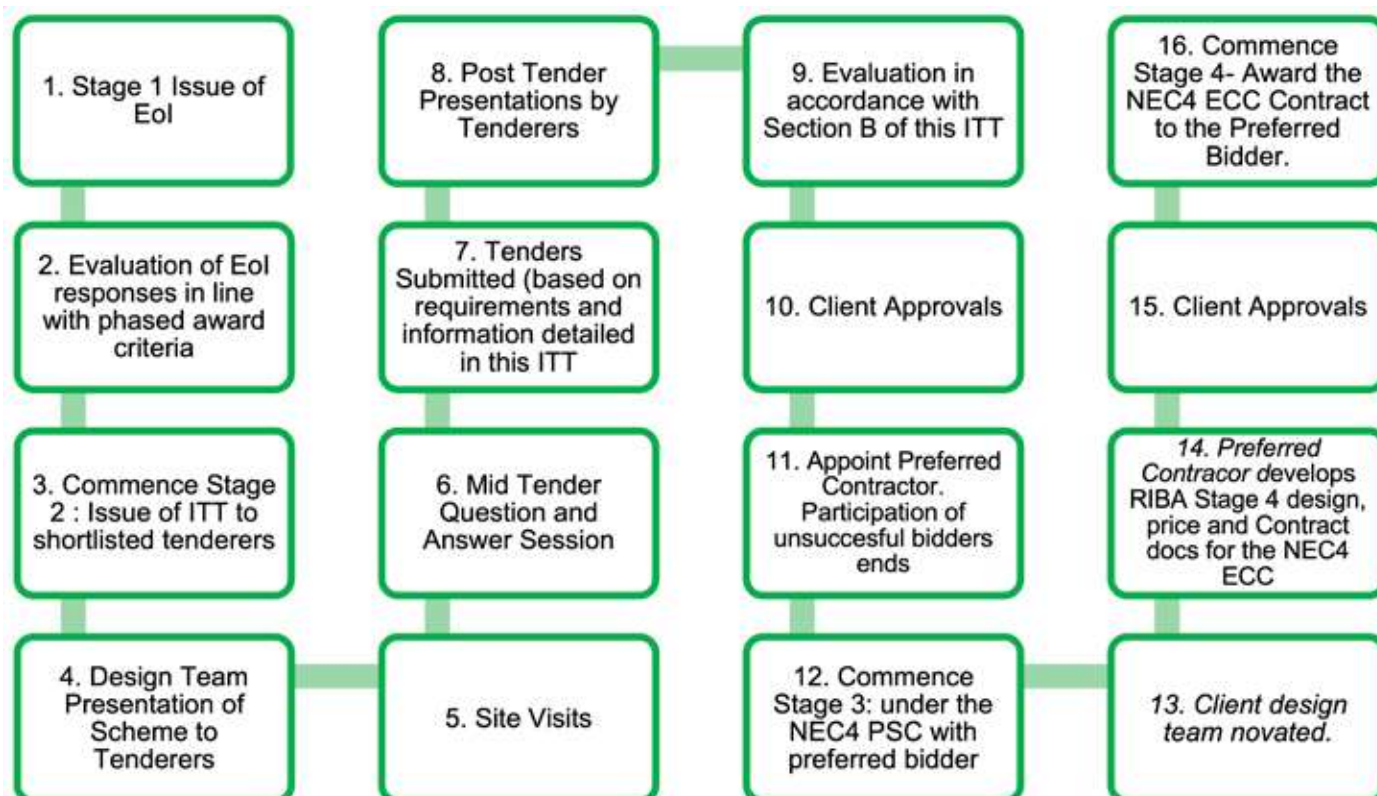 1. Stage 1 Issue of
EoI
2. Evaluation of EoI
responses in line
with phased award
criteria
3. Commence Stage
2 : Issue of ITT to
shortlisted tenderers
4. Design Team
Presentation of
Scheme to
Tenderers
5. Site Visits
6. Mid Tender
Question and
Answer Session
7. Tenders
Submitted (based on
requirements and
information detailed
in this ITT
8. Post Tender
Presentations by
Tenderers
9. Evaluation in
accordance with
Section B of this ITT
10. Client Approvals
11. Appoint Preferred
Contractor.
Participation of
unsuccesful bidders
ends
12. Commence
Stage 3: under the
NEC4 PSC with
preferred bidder
13. Client design
team novated.
14. Preferred
Contracor develops
RIBA Stage 4 design,
price and Contract
docs for the NEC4
ECC
15. Client Approvals
16. Commence
Stage 4- Award the
NEC4 ECC Contract
to the Preferred
Bidder.